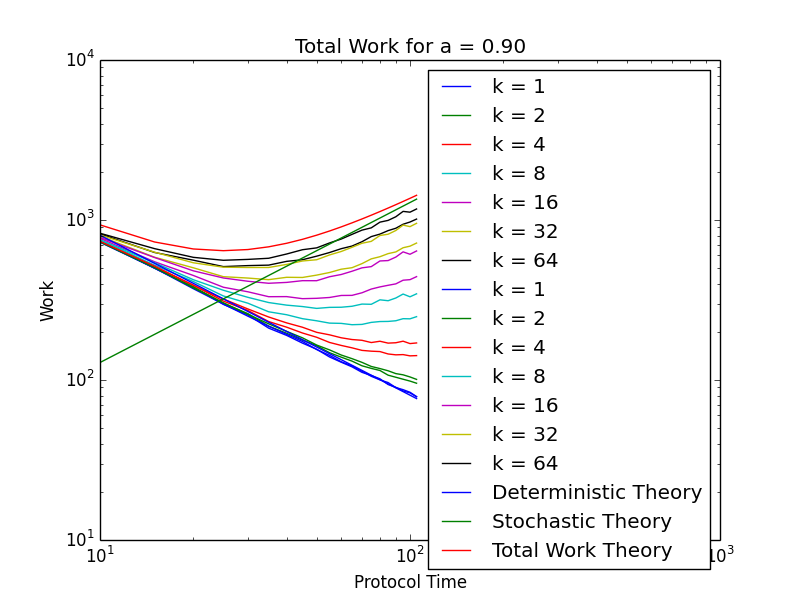 Total Work for a = 0.90
10^4
10^3
10^2
10^1
Work
10^1
10^2
10^3
Protocol Time
k = 1
k = 2
k = 4
k = 8
k = 16
k = 32
k = 64
k = 1
k = 2
k = 4
k = 8
k = 16
k = 32
k = 64
Deterministic Theory
Stochastic Theory
Total Work Theory